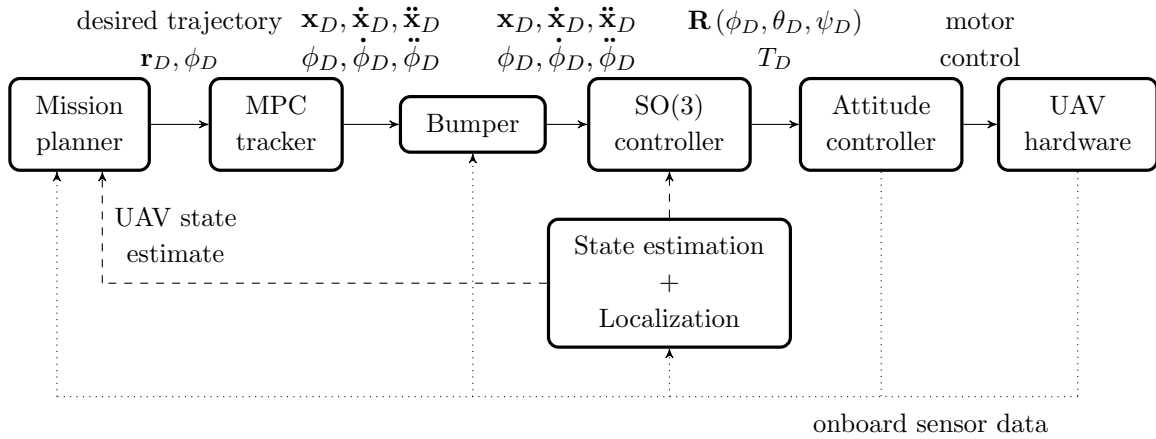 desired trajectory
𝐫_D, ϕ_D
𝐱_D, 𝐱̇_D, 𝐱̈_D
ϕ_D, ϕ̇_D, ϕ̈_D
𝐱_D, 𝐱̇_D, 𝐱̈_D
ϕ_D, ϕ̇_D, ϕ̈_D
𝐑 (ϕ_D, θ_D, ψ_D)
T_D
motor
control
Mission
planner
MPC
tracker
Bumper
SO(3)
controller
Attitude
controller
UAV
hardware
UAV state
estimate
State estimation
+
Localization
onboard sensor data